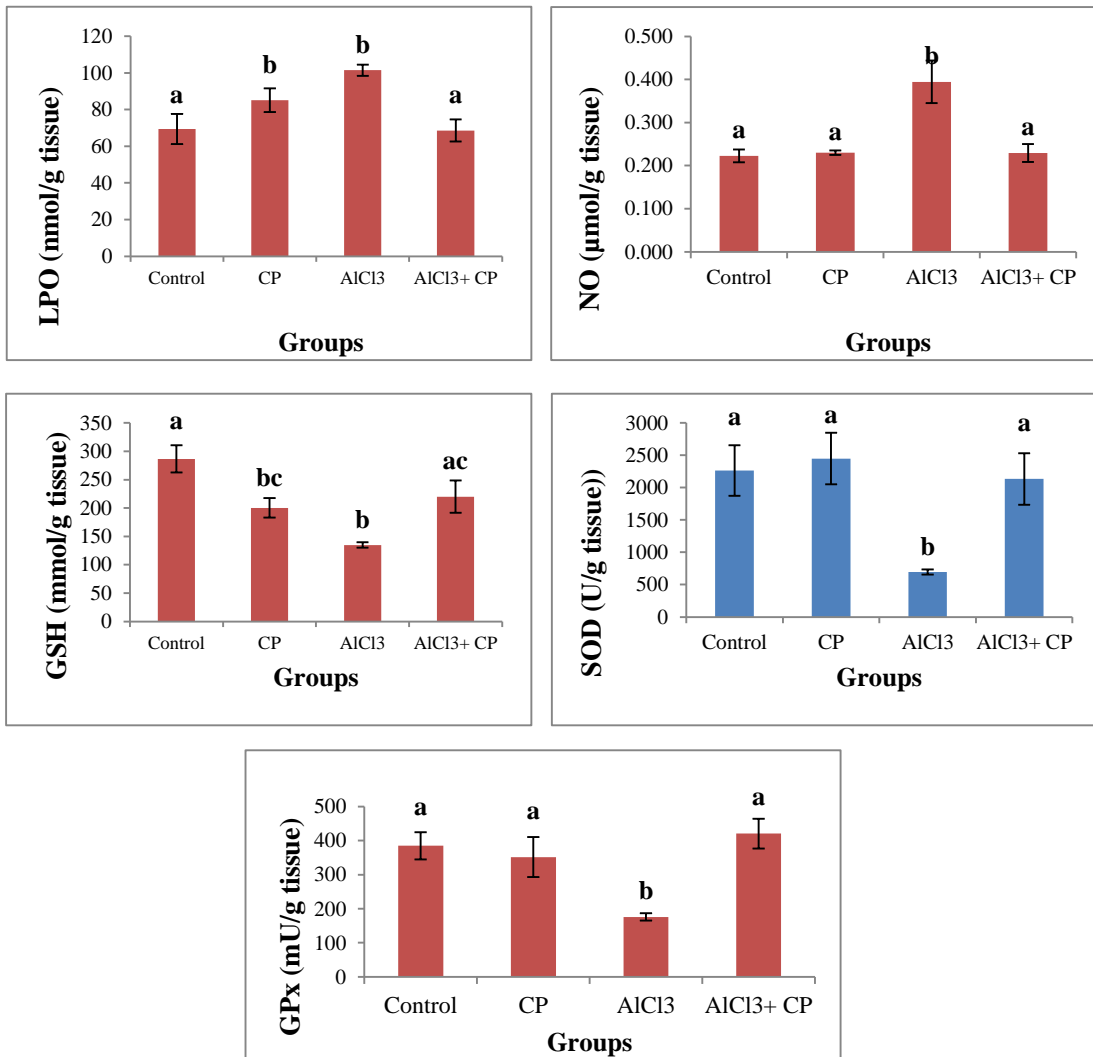 LPO (nmol/g tissue)
120
100
80
60
40
20
0
a
b
b
a
Control CP AlCl3 AlCl3+ CP
Groups
NO (µmol/g tissue)
0.500
0.400
0.300
0.200
0.100
0.000
a
a
b
a
Control CP AlCl3 AlCl3+ CP
Groups
GSH (mmol/g tissue)
350
300
250
200
150
100
50
0
a
bc
b
ac
Control CP AlCl3 AlCl3+ CP
Groups
SOD (U/g tissue))
3000
2500
2000
1500
1000
500
0
a
a
b
a
Control CP AlCl3 AlCl3+ CP
Groups
GPx (mU/g tissue)
500
400
300
200
100
0
a
a
b
a
Control CP AlCl3 AlCl3+ CP
Groups